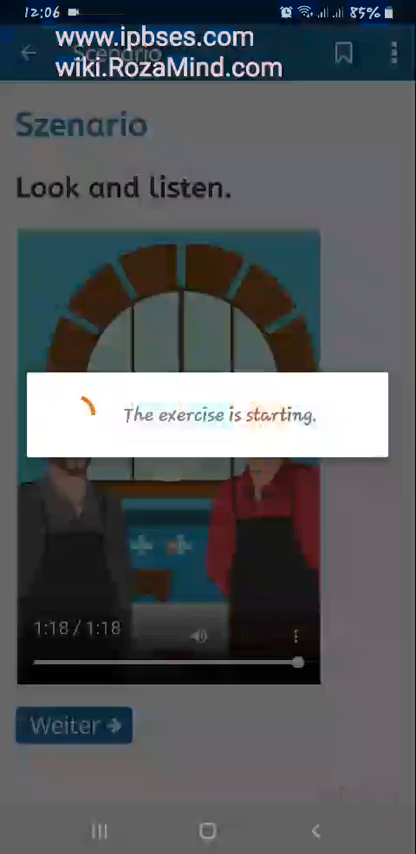 12:06
85%
www.ipbses.com
Scenario
wiki.RozaMind.com
Szenario
Look and listen.
The exercise is starting.
1:18 / 1:18
Weiter →